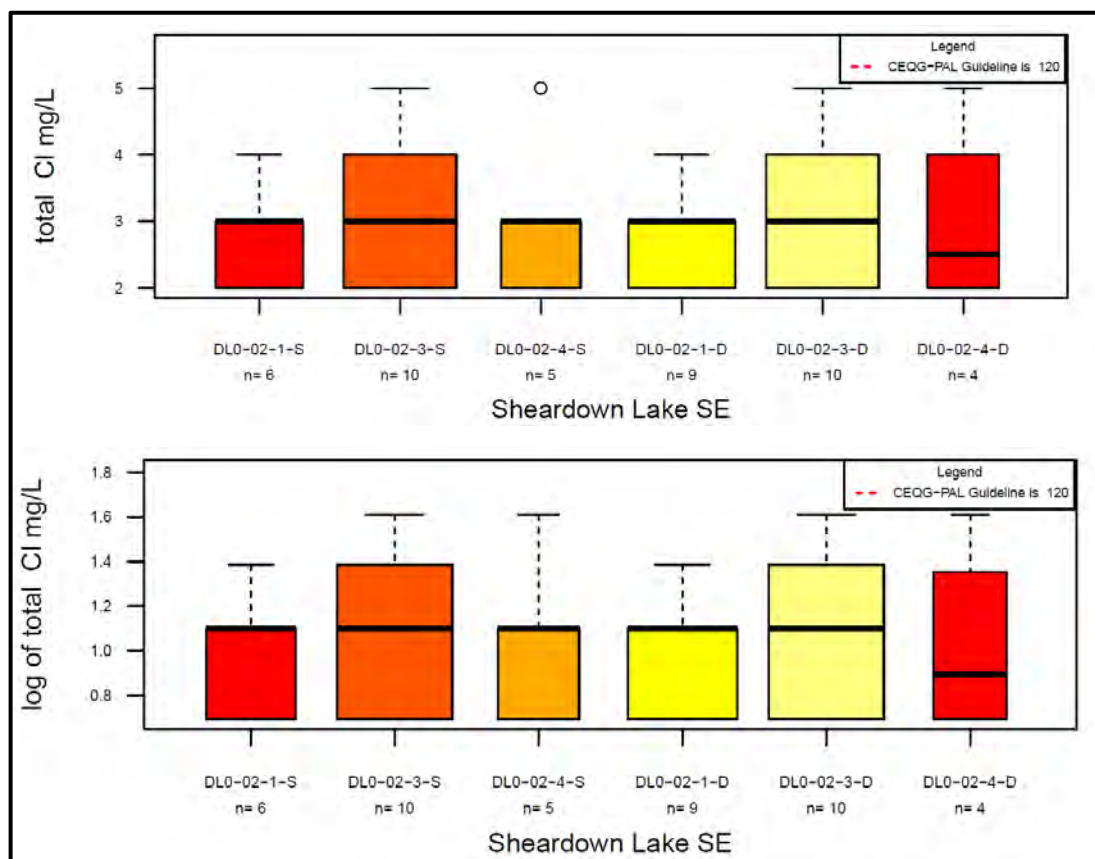 Legend
CEQG-PAL Guideline is 120
total Cl mg/L
5
4
3
2
DL0-02-1-S DL0-02-3-S DL0-02-4-S DL0-02-1-D DL0-02-3-D DL0-02-4-D
n= 6 n= 10 n= 5 n= 9 n= 10 n= 4
Sheardown Lake SE
Legend
CEQG-PAL Guideline is 120
log of total Cl mg/L
1.8
1.6
1.4
1.2
1.0
0.8
DL0-02-1-S DL0-02-3-S DL0-02-4-S DL0-02-1-D DL0-02-3-D DL0-02-4-D
n= 6 n= 10 n= 5 n= 9 n= 10 n= 4
Sheardown Lake SE